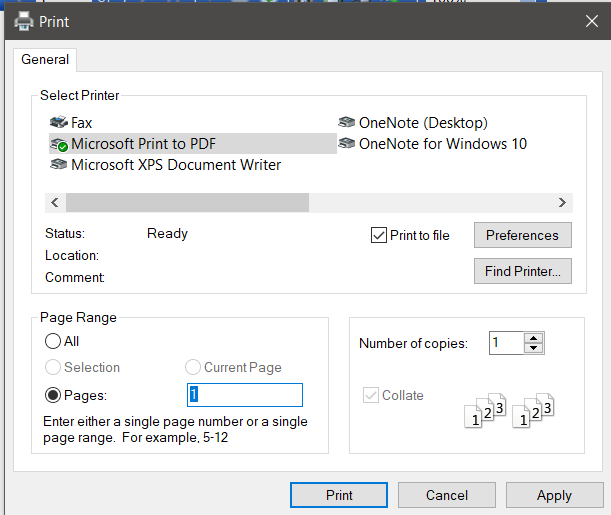 Print
General
Select Printer
Fax
OneNote (Desktop)
Microsoft Print to PDF
OneNote for Windows 10
Microsoft XPS Document Writer
Status: Ready
Print to file
Preferences
Location:
Comment:
Find Printer...
Page Range
All
Selection
Current Page
Pages: 1
Enter either a single page number or a single
page range. For example, 5-12
Number of copies: 1
Collate
1 2 3 1 2 3
Print
Cancel
Apply